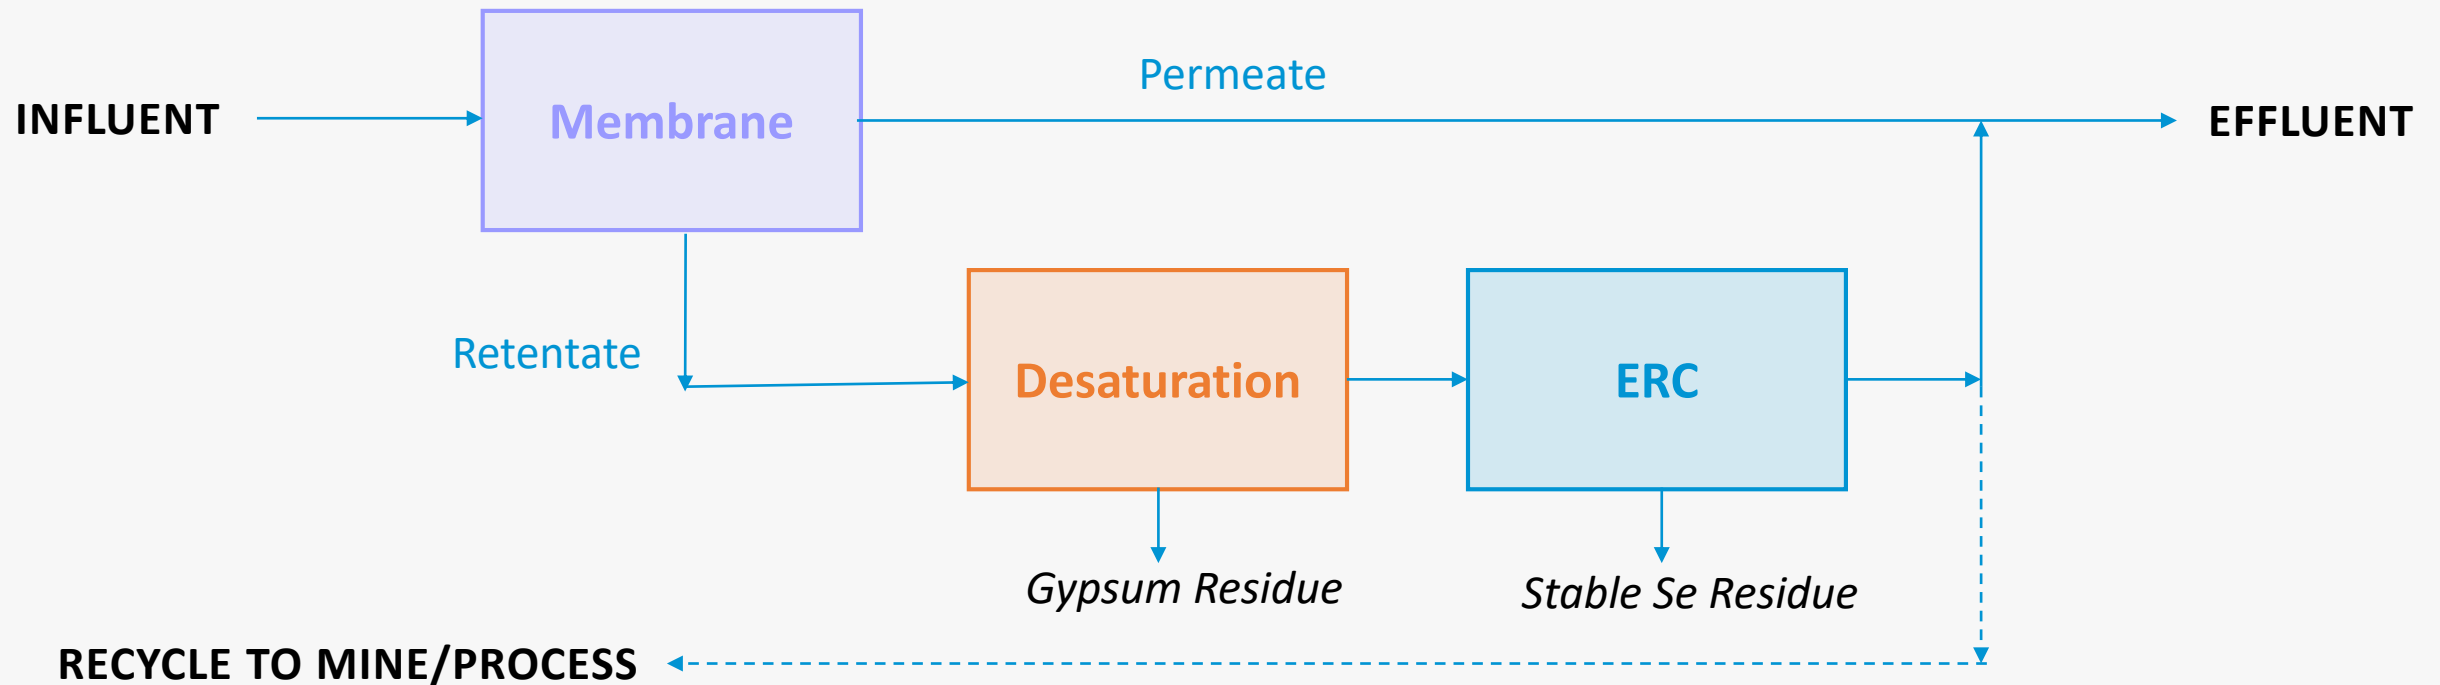 Permeate
INFLUENT
Membrane
EFFLUENT
Retentate
Desaturation
ERC
Gypsum Residue
Stable Se Residue
RECYCLE TO MINE/PROCESS